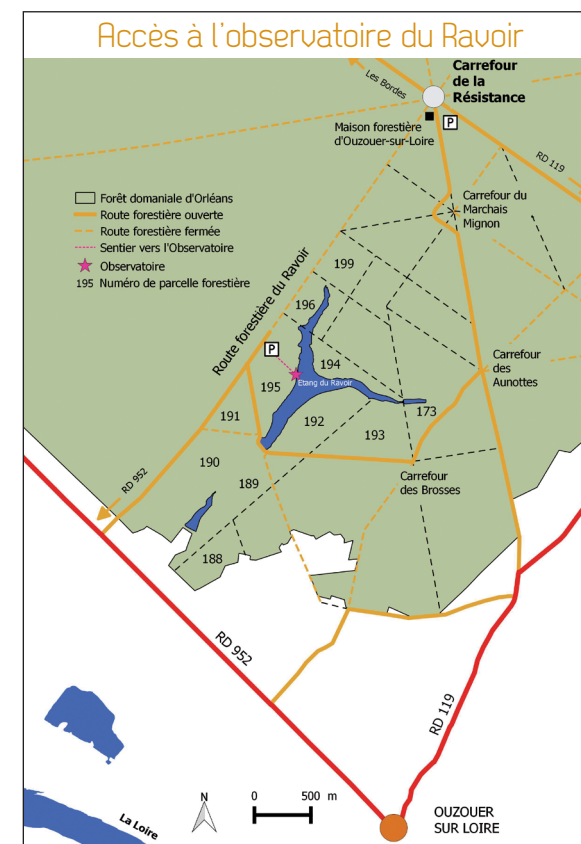 Accès à l'observatoire du Ravoir
Les Bordes
Carrefour
de la
Résistance
P
Maison forestière
d'Ouzouer-sur-Loire
RD 119
Carrefour du
Marchais
Mignon
Forêt domaniale d'Orléans
Route forestière ouverte
Route forestière fermée
Sentier vers l'Observatoire
Observatoire
195 Numéro de parcelle forestière
Route forestière du Ravoir
199
196
P
194
Etang du Ravoir
195
Carrefour
des
Aunottes
191
192
173
193
190
189
Carrefour
des Brosses
RD 952
188
RD 952
RD 119
La Loire
N
0 500 m
OUZOUER
SUR LOIRE